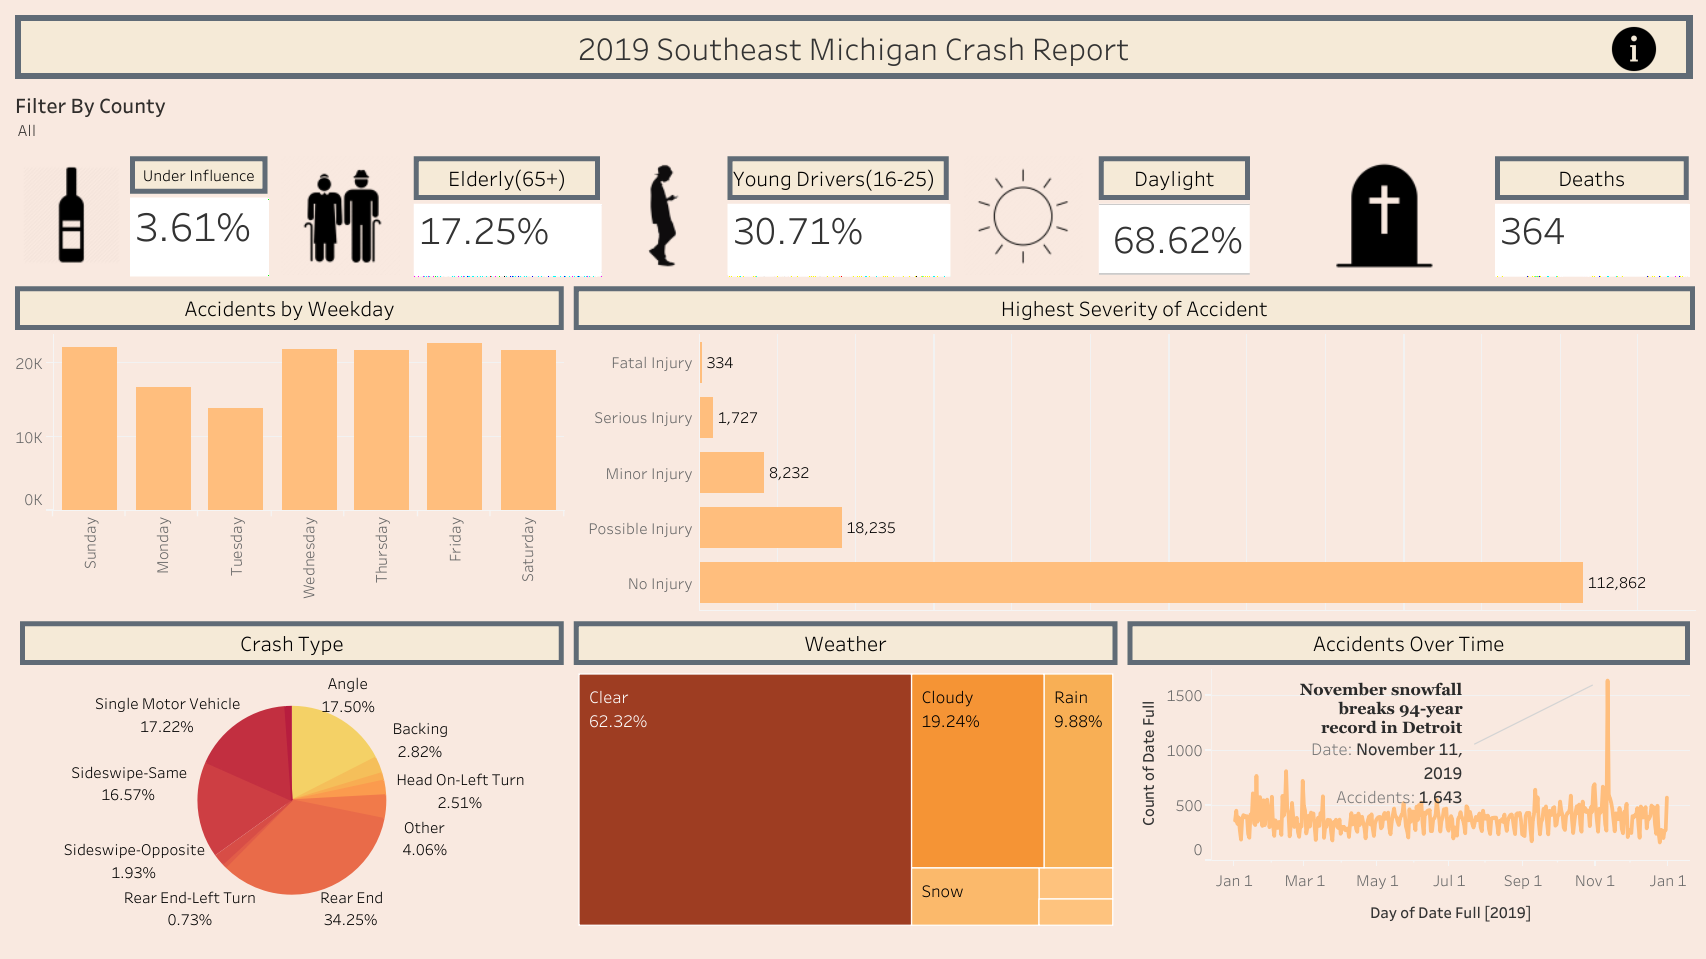 2019 Southeast Michigan Crash Report
i
Filter By County
All
Under Influence
3.61%
Elderly(65+)
17.25%
Young Drivers(16-25)
30.71%
Daylight
68.62%
Deaths
364
Accidents by Weekday
20K
10K
0K
Sunday
Monday
Tuesday
Wednesday
Thursday
Friday
Saturday
Highest Severity of Accident
Fatal Injury
334
Serious Injury
1,727
Minor Injury
8,232
Possible Injury
18,235
No Injury
112,862
Crash Type
Angle
17.50%
Backing
2.82%
Head On-Left Turn
2.51%
Other
4.06%
Rear End
34.25%
Rear End-Left Turn
0.73%
Sideswipe-Opposite
1.93%
Sideswipe-Same
16.57%
Single Motor Vehicle
17.22%
Weather
Clear
62.32%
Cloudy
19.24%
Rain
9.88%
Snow
Accidents Over Time
Count of Date Full
1500
1000
500
0
November snowfall
breaks 94-year
record in Detroit
Date: November 11,
2019
Accidents: 1,643
Jan 1
Mar 1
May 1
Jul 1
Sep 1
Nov 1
Jan 1
Day of Date Full [2019]